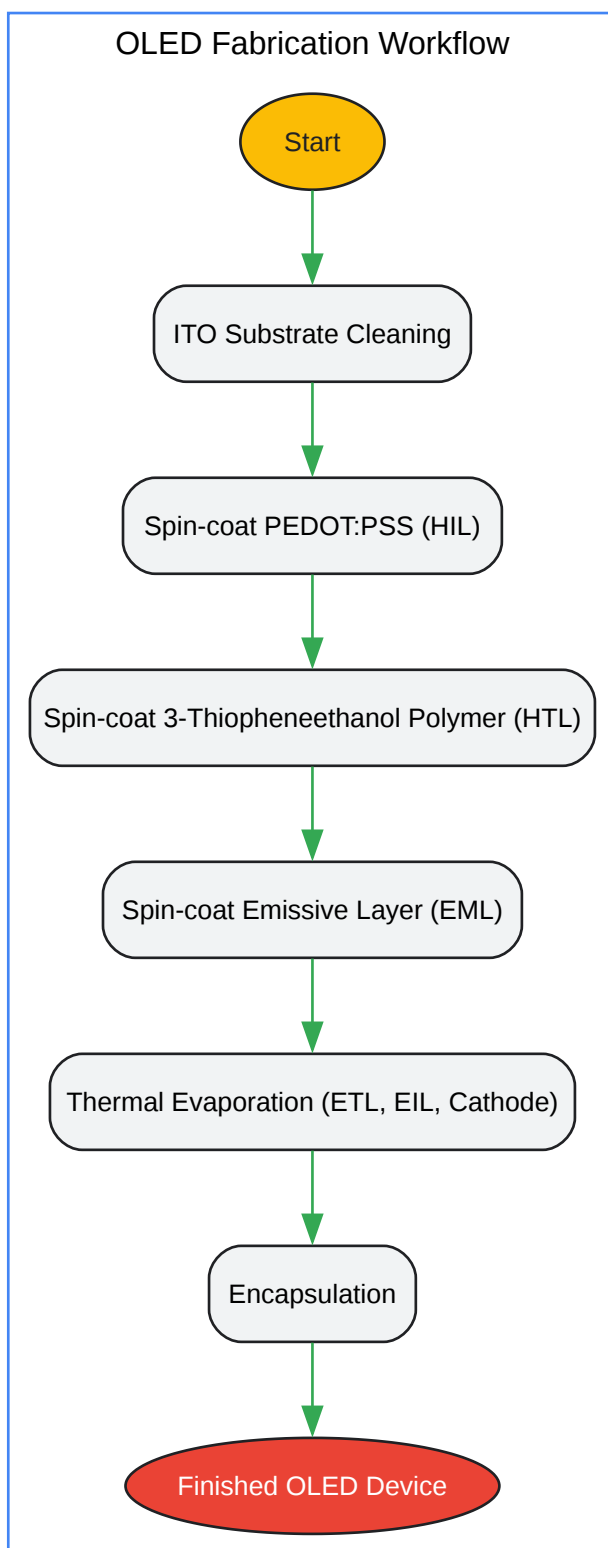 OLED Fabrication Workflow
Start
ITO Substrate Cleaning
Spin-coat PEDOT:PSS (HIL)
Spin-coat 3-Thiopheneethanol Polymer (HTL)
Spin-coat Emissive Layer (EML)
Thermal Evaporation (ETL, EIL, Cathode)
Encapsulation
Finished OLED Device